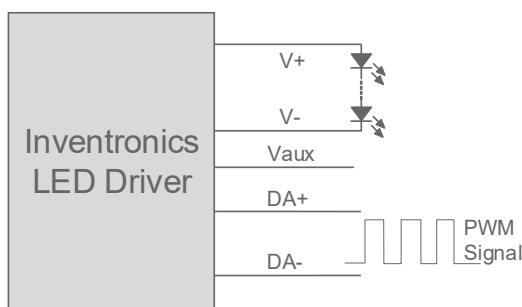 Inventronics
LED Driver
V+
V-
Vaux
DA+
DA-
PWM
Signal